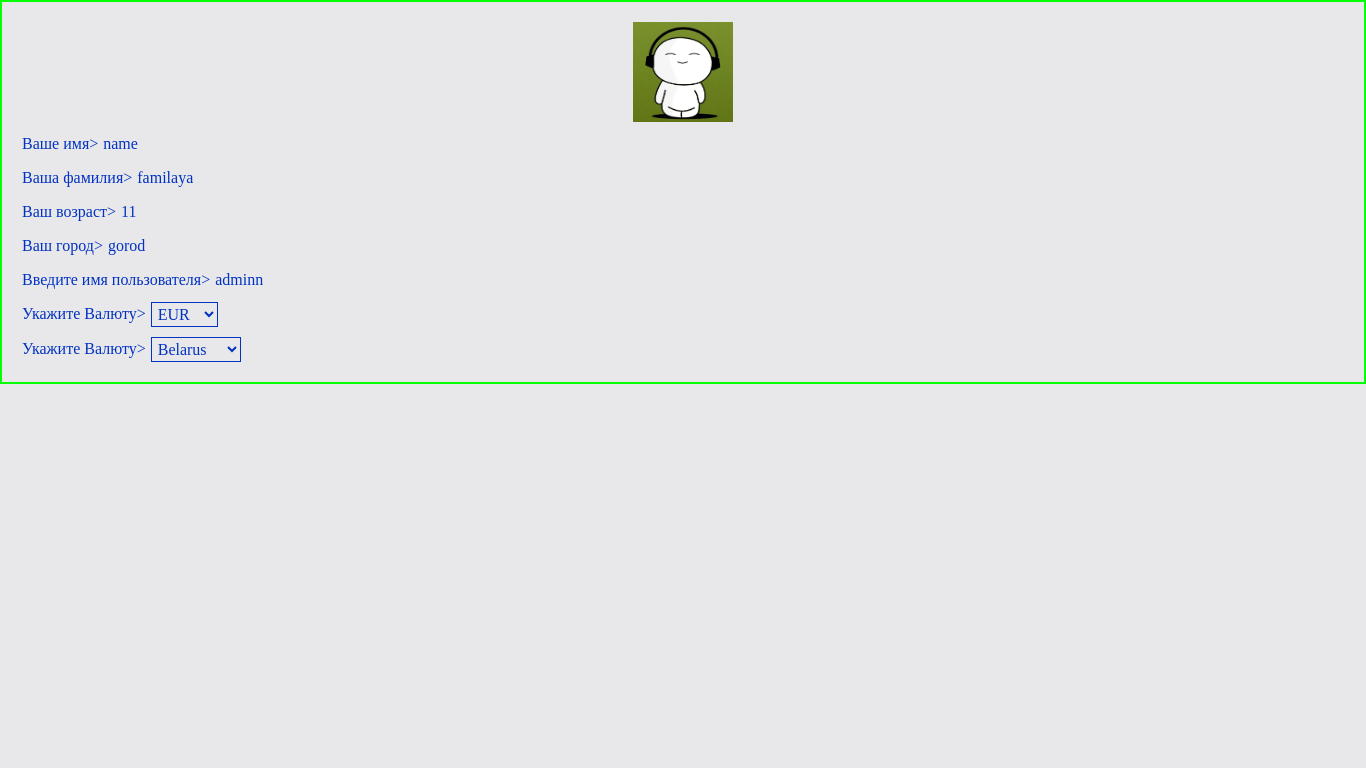 Ваше имя> name
Ваша фамилия> familaya
Ваш возраст> 11
Ваш город> gorod
Введите имя пользователя> adminn
Укажите Валюту> EUR
Укажите Валюту> Belarus